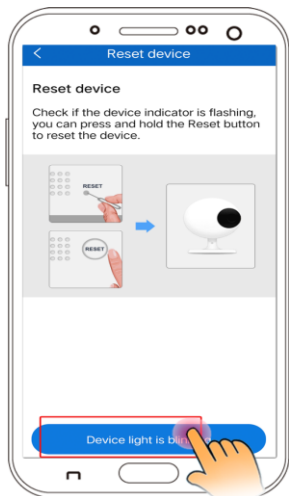 Reset device
Reset device
Check if the device indicator is flashing,
you can press and hold the Reset button
to reset the device.
RESET
RESET
Device light is